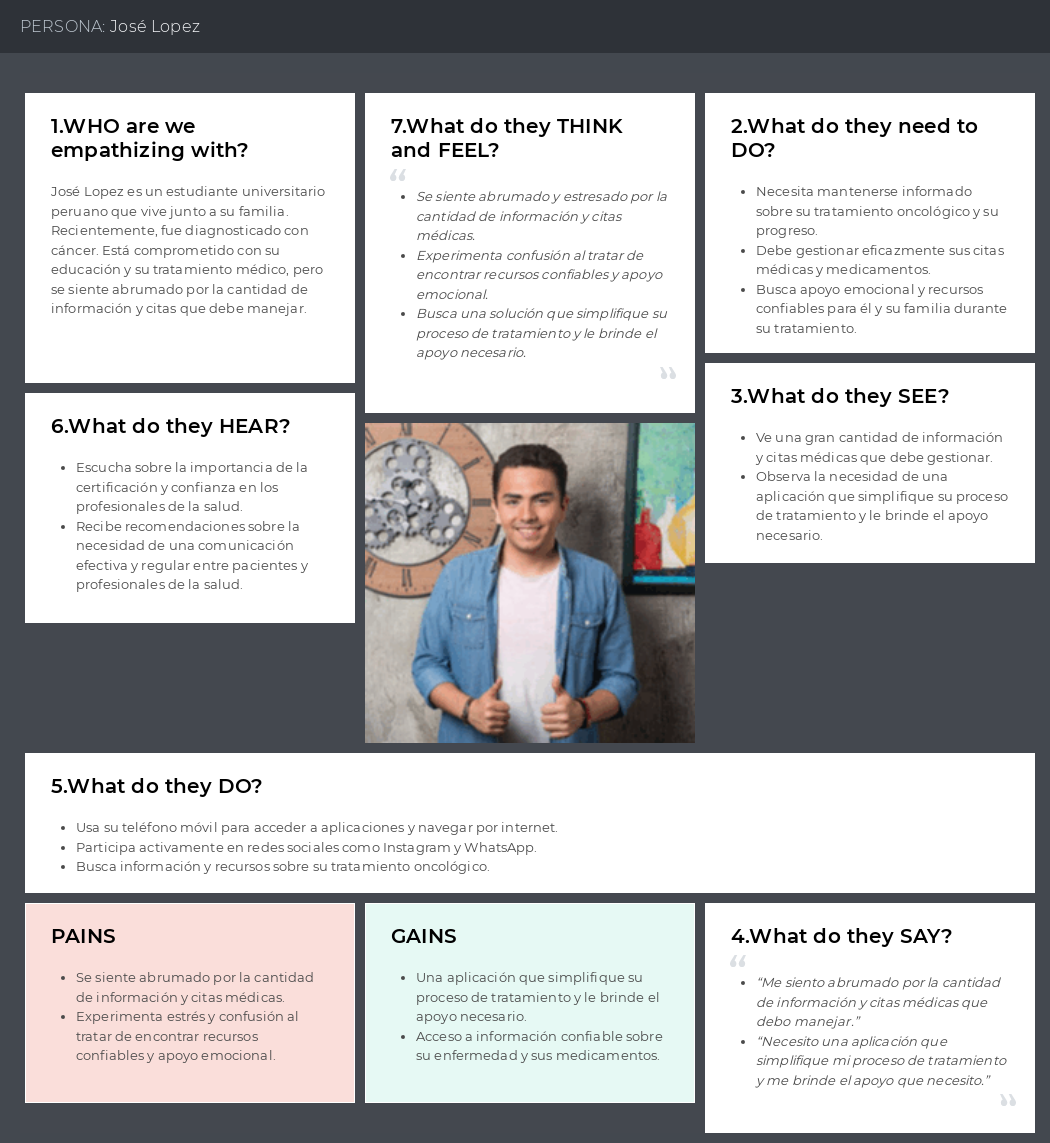 PERSONA: José Lopez
1.WHO are we
empathizing with?
José Lopez es un estudiante universitario
peruano que vive junto a su familia.
Recientemente, fue diagnosticado con
cáncer. Está comprometido con su
educación y su tratamiento médico, pero
se siente abrumado por la cantidad de
información y citas que debe manejar.
7.What do they THINK
and FEEL?
“
• Se siente abrumado y estresado por la
cantidad de información y citas
médicas.
• Experimenta confusión al tratar de
encontrar recursos confiables y apoyo
emocional.
• Busca una solución que simplifique su
proceso de tratamiento y le brinde el
apoyo necesario.
”
2.What do they need to
DO?
• Necesita mantenerse informado
sobre su tratamiento oncológico y su
progreso.
• Debe gestionar eficazmente sus citas
médicas y medicamentos.
• Busca apoyo emocional y recursos
confiables para él y su familia durante
su tratamiento.
3.What do they SEE?
• Ve una gran cantidad de información
y citas médicas que debe gestionar.
• Observa la necesidad de una
aplicación que simplifique su proceso
de tratamiento y le brinde el apoyo
necesario.
6.What do they HEAR?
• Escucha sobre la importancia de la
certificación y confianza en los
profesionales de la salud.
• Recibe recomendaciones sobre la
necesidad de una comunicación
efectiva y regular entre pacientes y
profesionales de la salud.
5.What do they DO?
• Usa su teléfono móvil para acceder a aplicaciones y navegar por internet.
• Participa activamente en redes sociales como Instagram y WhatsApp.
• Busca información y recursos sobre su tratamiento oncológico.
PAINS
• Se siente abrumado por la cantidad
de información y citas médicas.
• Experimenta estrés y confusión al
tratar de encontrar recursos
confiables y apoyo emocional.
GAINS
• Una aplicación que simplifique su
proceso de tratamiento y le brinde el
apoyo necesario.
• Acceso a información confiable sobre
su enfermedad y sus medicamentos.
4.What do they SAY?
“
• “Me siento abrumado por la cantidad
de información y citas médicas que
debo manejar.”
• “Necesito una aplicación que
simplifique mi proceso de tratamiento
y me brinde el apoyo que necesito.”
”